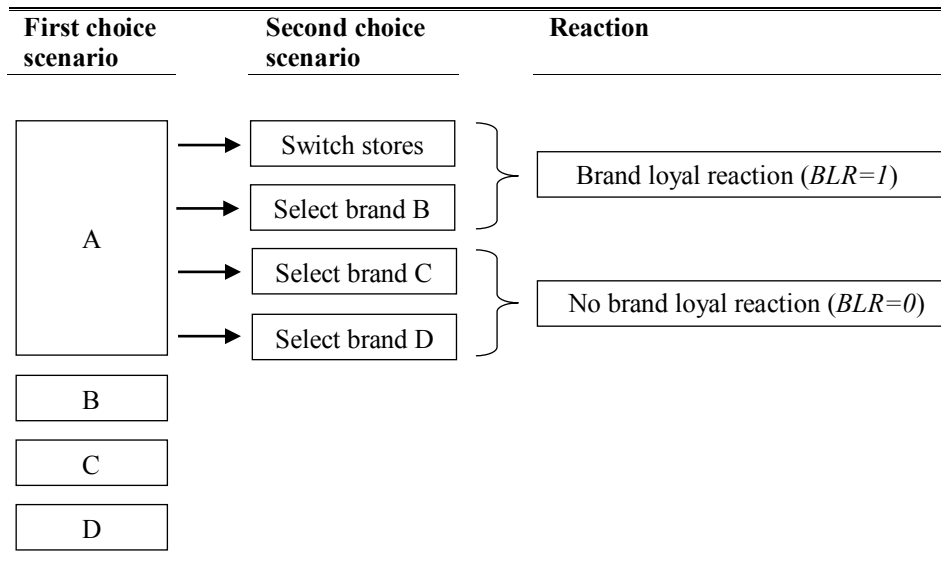 First choice scenario
Second choice scenario
Reaction
A
Switch stores
Select brand B
Select brand C
Select brand D
Brand loyal reaction (BLR=1)
No brand loyal reaction (BLR=0)
B
C
D